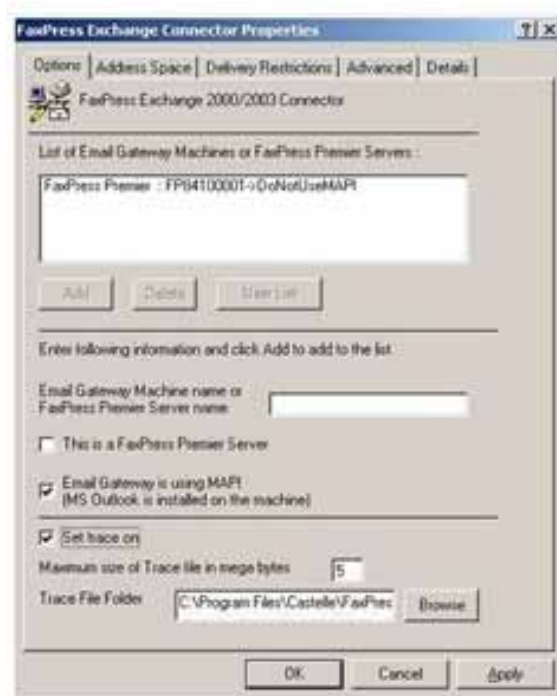 FaxPress Exchange Connector Properties
Options Address Space Delivery Restrictions Advanced Details
FaxPress Exchange 2000/2003 Connector
List of Email Gateway Machines or FaxPress Premier Servers :
FaxPress Premier : FP84100001->DoNotUseMAPI
Add Delete User List
Enter following information and click Add to add to the list
Email Gateway Machine name or
FaxPress Premier Server name
This is a FaxPress Premier Server
Email Gateway is using MAPI
(MS Outlook is installed on the machine)
Set trace on
Maximum size of Trace file in mega bytes 5
Trace File Folder C:\Program Files\Castelle\FaxPres Browse
OK Cancel Apply